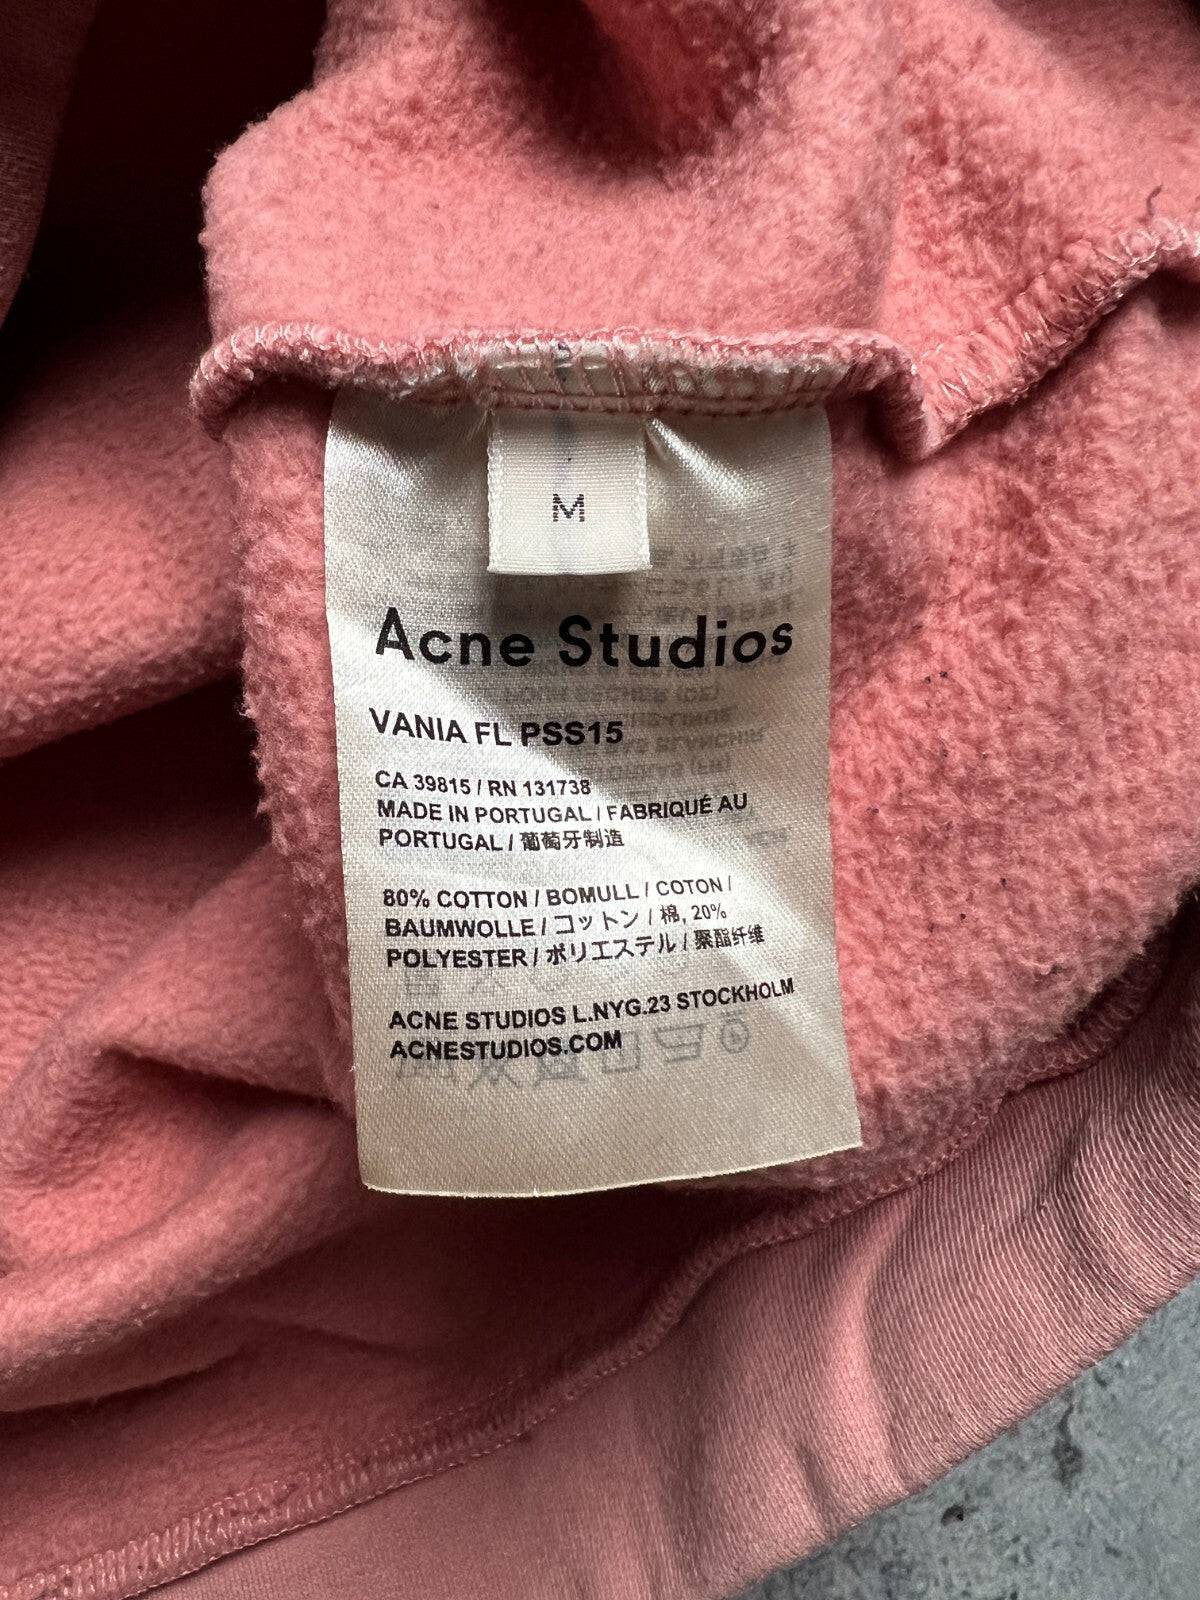 M
Acne Studios
VANIA FL PSS15
CA 39815 / RN 131738
MADE IN PORTUGAL / FABRIQUÉ AU
PORTUGAL / 葡萄牙制造
80% COTTON / BOMULL / COTON /
BAUMWOLLE / コットン / 棉, 20%
POLYESTER / ポリエステル / 聚酯纤维
ACNE STUDIOS L.NYG.23 STOCKHOLM
ACNESTUDIOS.COM